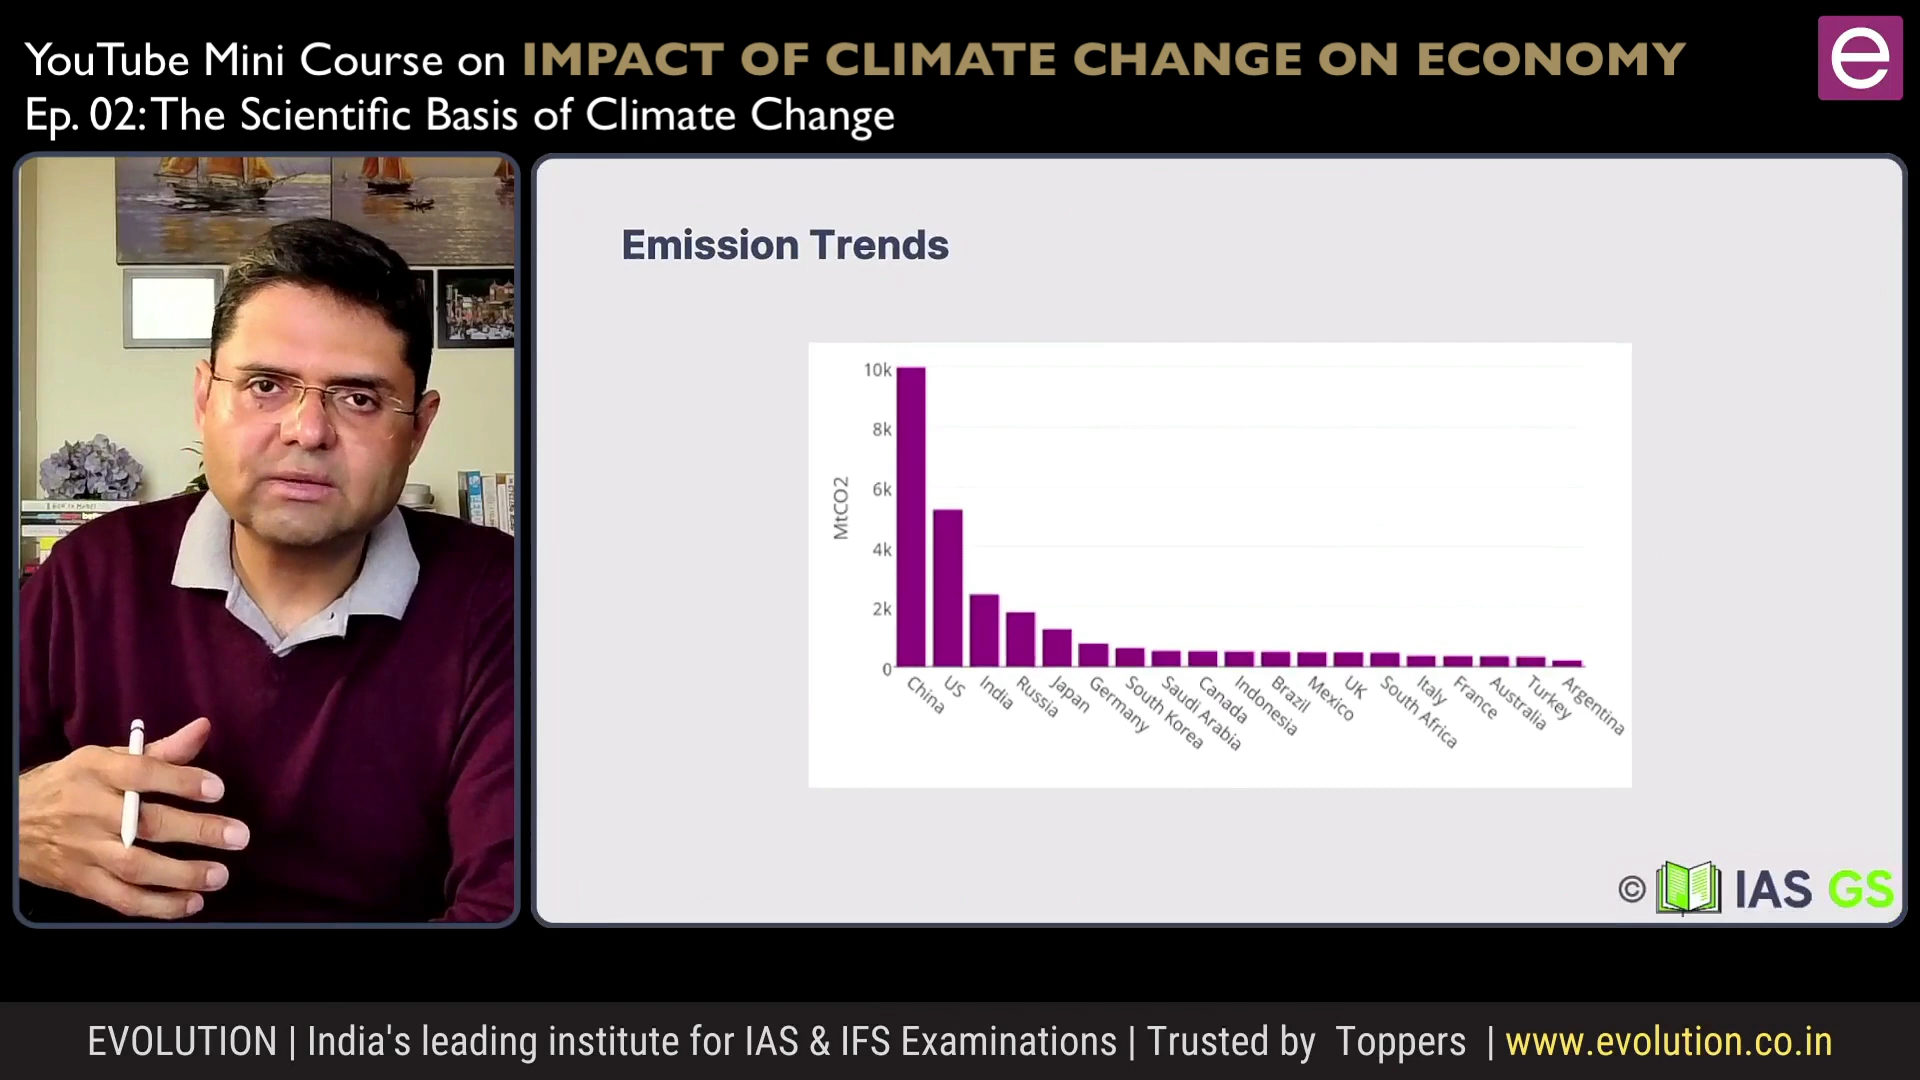 YouTube Mini Course on IMPACT OF CLIMATE CHANGE ON ECONOMY
e
Ep. 02: The Scientific Basis of Climate Change
Emission Trends
10k
8k
6k
4k
2k
0
MtCO2
China
US
India
Russia
Japan
Germany
South Korea
Saudi Arabia
Canada
Indonesia
Brazil
Mexico
UK
South Africa
Italy
France
Australia
Turkey
Argentina
© IAS GS
EVOLUTION | India's leading institute for IAS & IFS Examinations | Trusted by Toppers | www.evolution.co.in